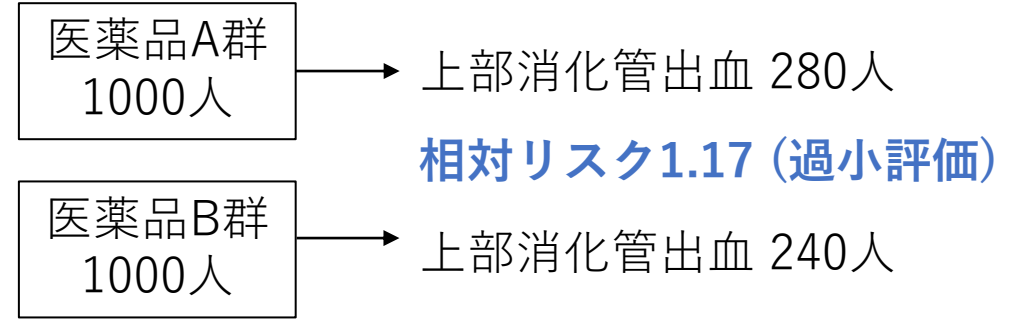 医薬品A群
1000人
上部消化管出血 280人
相対リスク1.17 (過小評価)
医薬品B群
1000人
上部消化管出血 240人